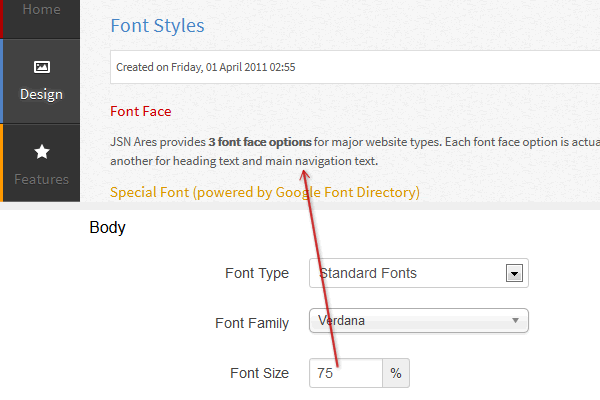 Home
Font Styles
Created on Friday, 01 April 2011 02:55
Design
Font Face
JSN Ares provides 3 font face options for major website types. Each font face option is actua
another for heading text and main navigation text.
Features
Special Font (powered by Google Font Directory)
Body
Font Type Standard Fonts
Font Family Verdana
Font Size 75 %